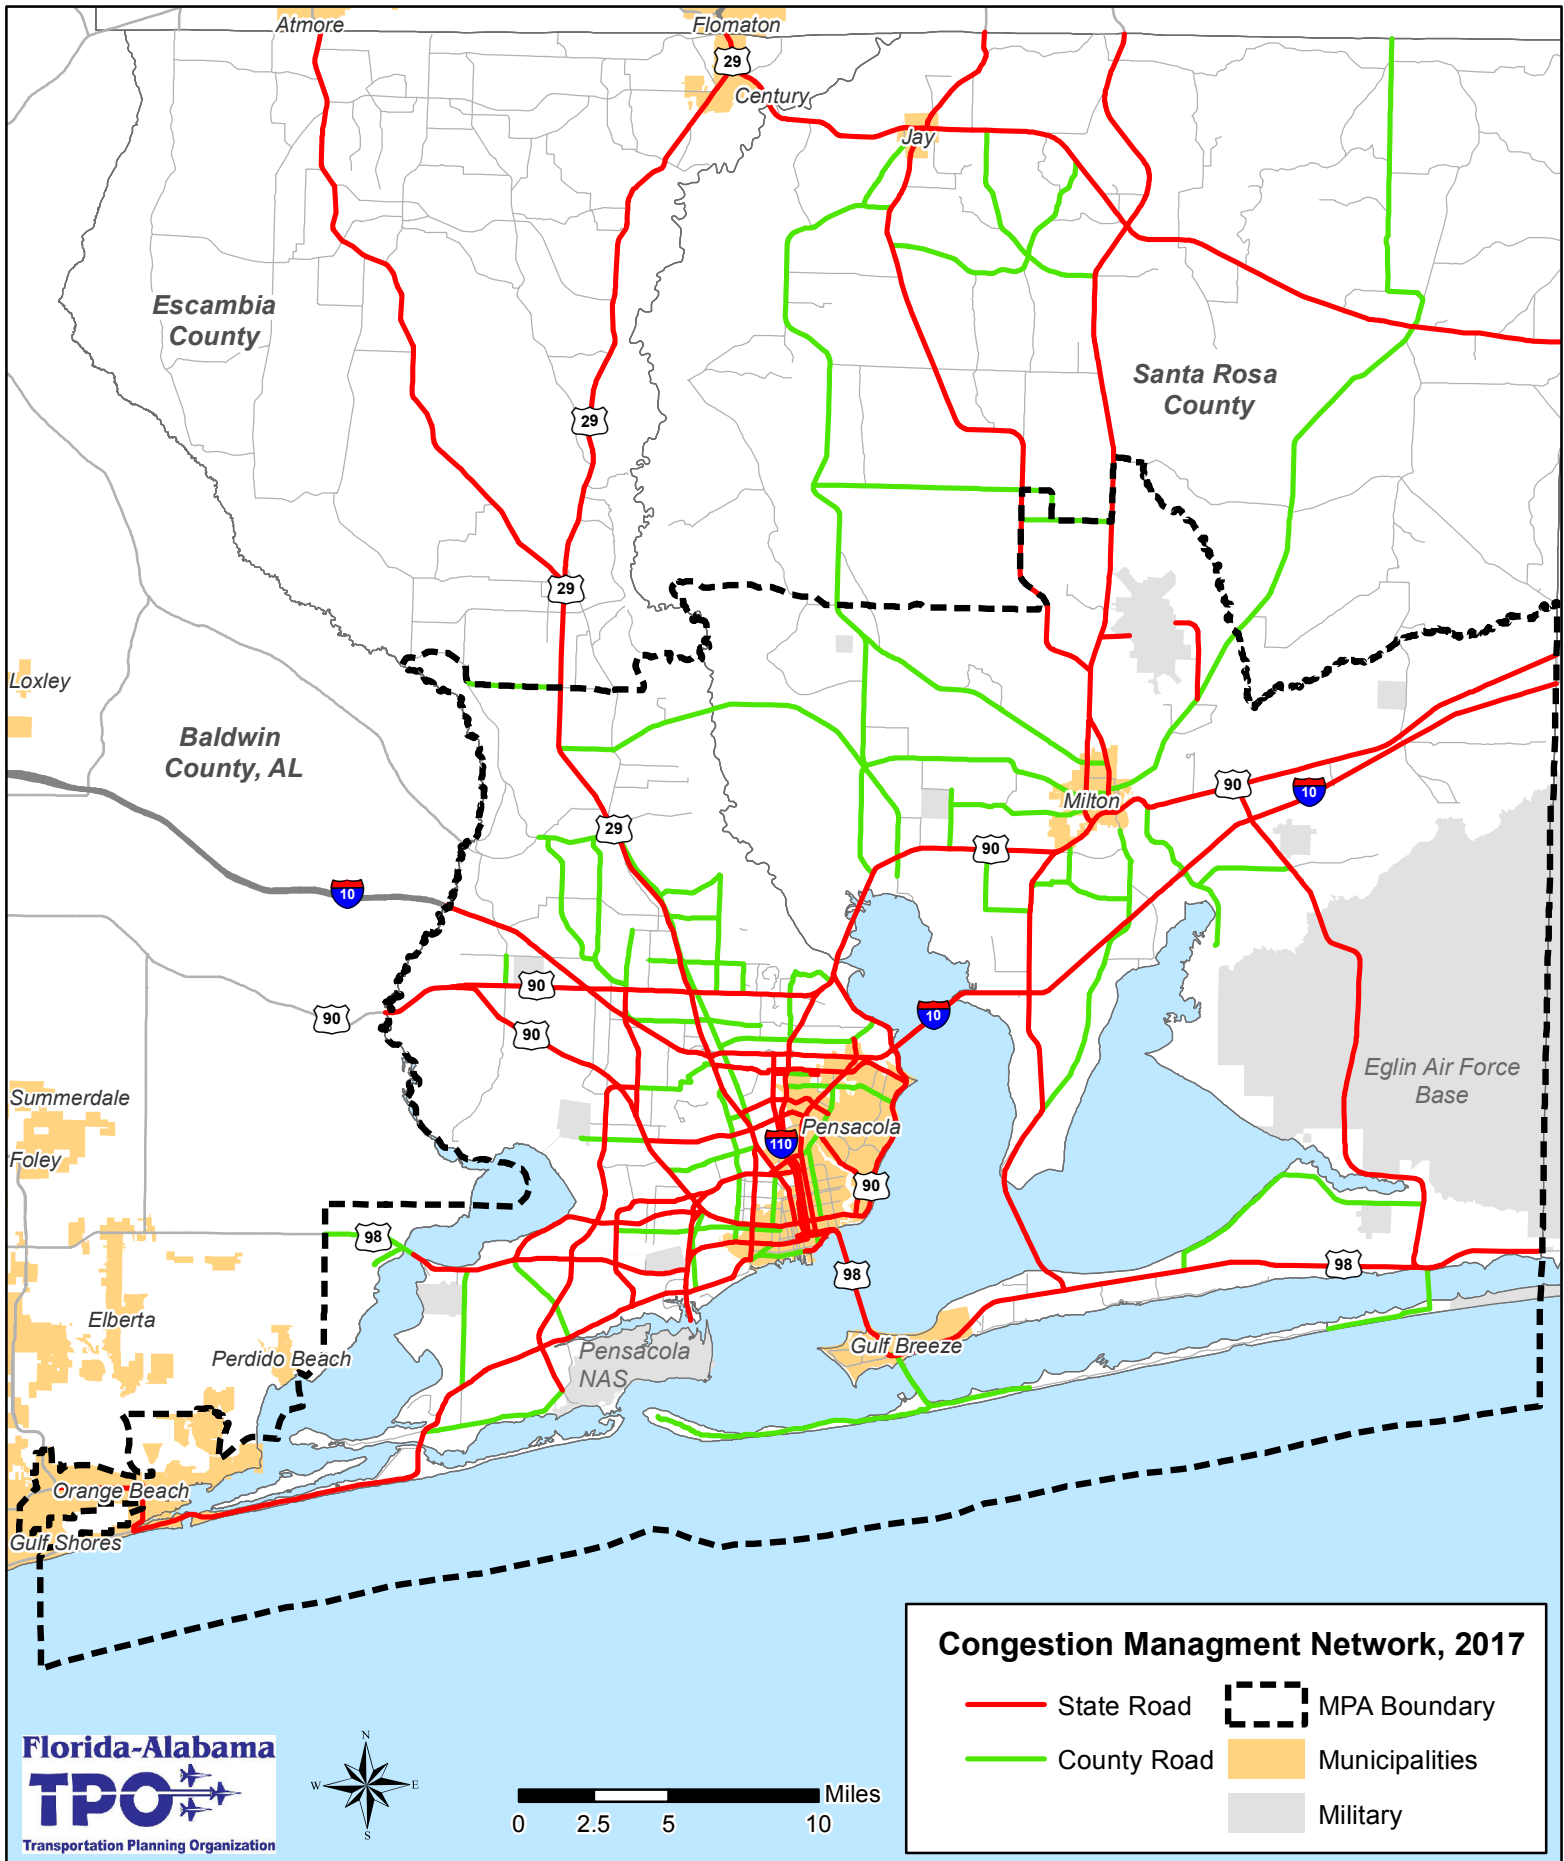 Atmore
Flomaton
29
Century
Jay
Escambia
County
Santa Rosa
County
29
29
Loxley
Baldwin
County, AL
90
10
Milton
29
90
10
90
90
10
90
Eglin Air Force
Base
Summerdale
Pensacola
110
Foley
90
98
98
98
Elberta
Perdido Beach
Pensacola
NAS
Gulf Breeze
Orange Beach
Gulf Shores
Congestion Managment Network, 2017
State Road
MPA Boundary
County Road
Municipalities
Military
Florida-Alabama
TPO
Transportation Planning Organization
N
W
E
S
Miles
0
2.5
5
10